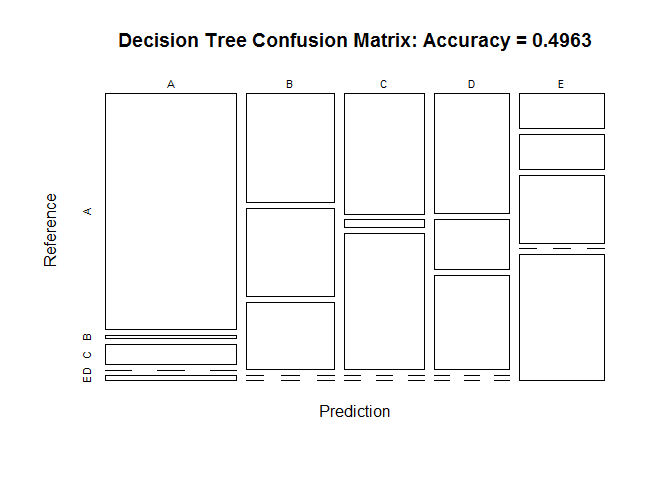 Decision Tree Confusion Matrix: Accuracy = 0.4963
A B C D E
Reference
A
B
C
D
E
Prediction